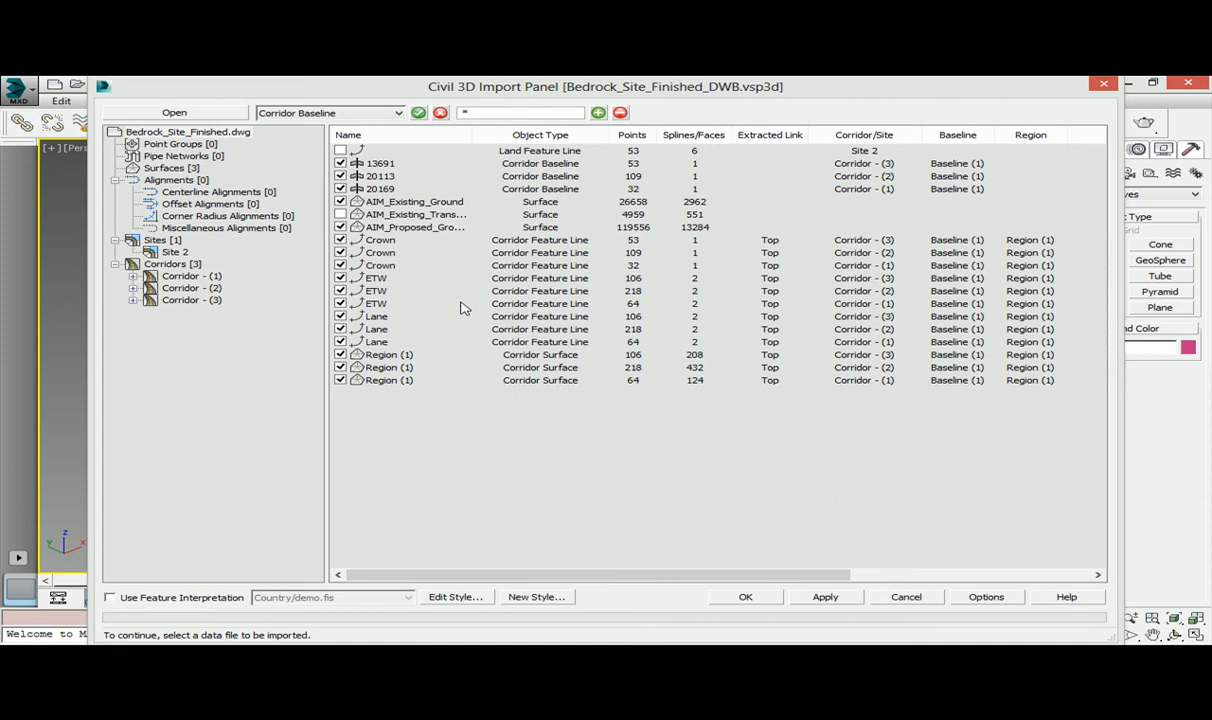 Civil 3D Import Panel [Bedrock_Site_Finished_DWB.vsp3d]
MXD
Edit
Open
Corridor Baseline
*
[+]
Bedrock_Site_Finished.dwg
Point Groups [0]
Pipe Networks [0]
Surfaces [3]
Alignments [0]
Centerline Alignments [0]
Offset Alignments [0]
Corner Radius Alignments [0]
Miscellaneous Alignments [0]
Sites [1]
Site 2
Corridors [3]
Corridor - (1)
Corridor - (2)
Corridor - (3)
Name Object Type Points Splines/Faces Extracted Link Corridor/Site Baseline Region
Land Feature Line 53 6 Site 2
13691 Corridor Baseline 53 1 Corridor - (3) Baseline (1)
20113 Corridor Baseline 109 1 Corridor - (2) Baseline (1)
20169 Corridor Baseline 32 1 Corridor - (1) Baseline (1)
AIM_Existing_Ground Surface 26658 2962
AIM_Existing_Trans... Surface 4959 551
AIM_Proposed_Gro... Surface 119556 13284
Crown Corridor Feature Line 53 1 Top Corridor - (3) Baseline (1) Region (1)
Crown Corridor Feature Line 109 1 Top Corridor - (2) Baseline (1) Region (1)
Crown Corridor Feature Line 32 1 Top Corridor - (1) Baseline (1) Region (1)
ETW Corridor Feature Line 106 2 Top Corridor - (3) Baseline (1) Region (1)
ETW Corridor Feature Line 218 2 Top Corridor - (2) Baseline (1) Region (1)
ETW Corridor Feature Line 64 2 Top Corridor - (1) Baseline (1) Region (1)
Lane Corridor Feature Line 106 2 Top Corridor - (3) Baseline (1) Region (1)
Lane Corridor Feature Line 218 2 Top Corridor - (2) Baseline (1) Region (1)
Lane Corridor Feature Line 64 2 Top Corridor - (1) Baseline (1) Region (1)
Region (1) Corridor Surface 106 208 Top Corridor - (3) Baseline (1) Region (1)
Region (1) Corridor Surface 218 432 Top Corridor - (2) Baseline (1) Region (1)
Region (1) Corridor Surface 64 124 Top Corridor - (1) Baseline (1) Region (1)
Cone
GeoSphere
Tube
Pyramid
Plane
z
y
x
Use Feature Interpretation Country/demo.fis Edit Style... New Style... OK Apply Cancel Options Help
To continue, select a data file to be imported.
Welcome to